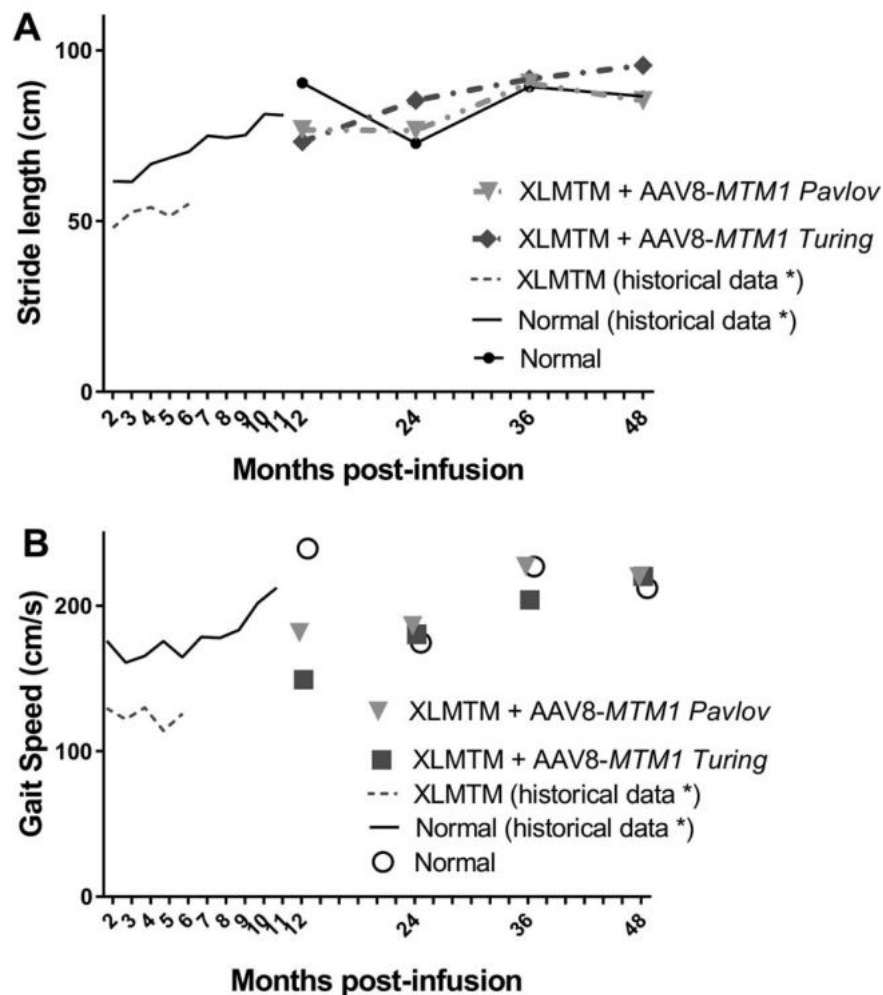 A
Stride length (cm)
100
50
0
XLMTM + AAV8-MTM1 Pavlov
XLMTM + AAV8-MTM1 Turing
XLMTM (historical data *)
Normal (historical data *)
Normal
2 3 4 5 6 7 8 9 10 11 12 24 36 48
Months post-infusion
B
Gait Speed (cm/s)
200
100
0
XLMTM + AAV8-MTM1 Pavlov
XLMTM + AAV8-MTM1 Turing
XLMTM (historical data *)
Normal (historical data *)
Normal
2 3 4 5 6 7 8 9 10 11 12 24 36 48
Months post-infusion